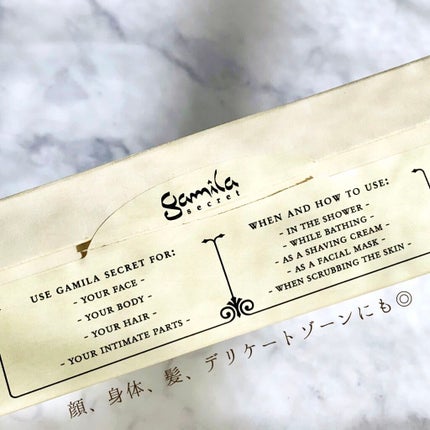 gamila
secret
USE GAMILA SECRET FOR:
- YOUR FACE -
- YOUR BODY -
- YOUR HAIR -
- YOUR INTIMATE PARTS -
WHEN AND HOW TO USE:
- IN THE SHOWER -
- WHILE BATHING -
- AS A SHAVING CREAM -
- AS A FACIAL MASK -
- WHEN SCRUBBING THE SKIN -
顔、身体、髪、デリケートゾーンにも◎